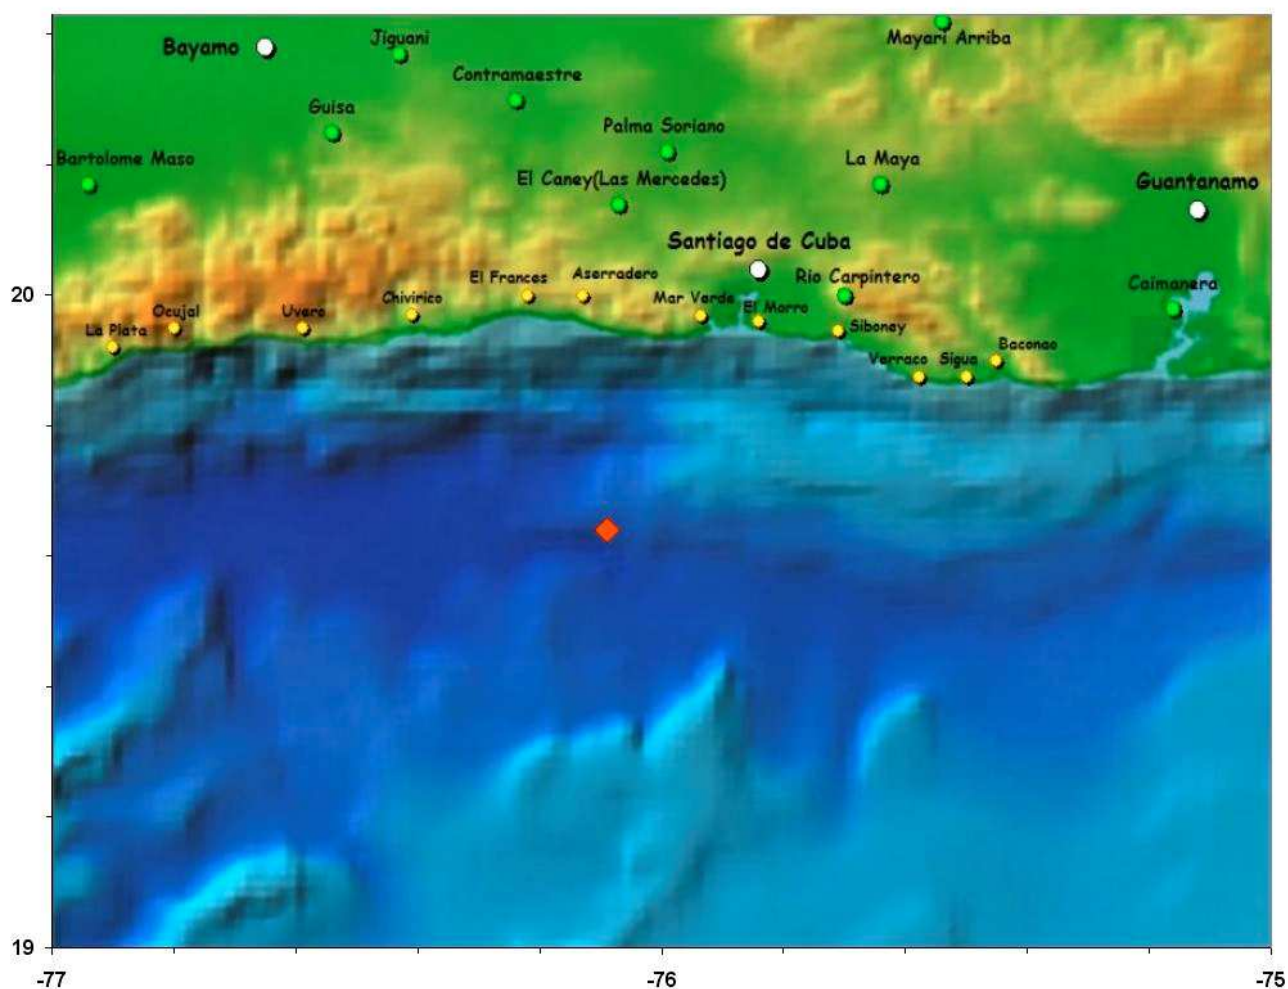 Mayari Arriba
Jiguani
Bayamo
Contramaestre
Guisa
Palma Soriano
Bartolome Maso
La Maya
El Caney(Las Mercedes)
Guantanamo
Santiago de Cuba
El Frances
Aserradero
Rio Carpintero
Caimanera
20
Chivirico
Mar Verde
El Morro
Ocujal
Uvero
La Plata
Siboney
Baconao
Verraco
Sigua
19
-77
-76
-75